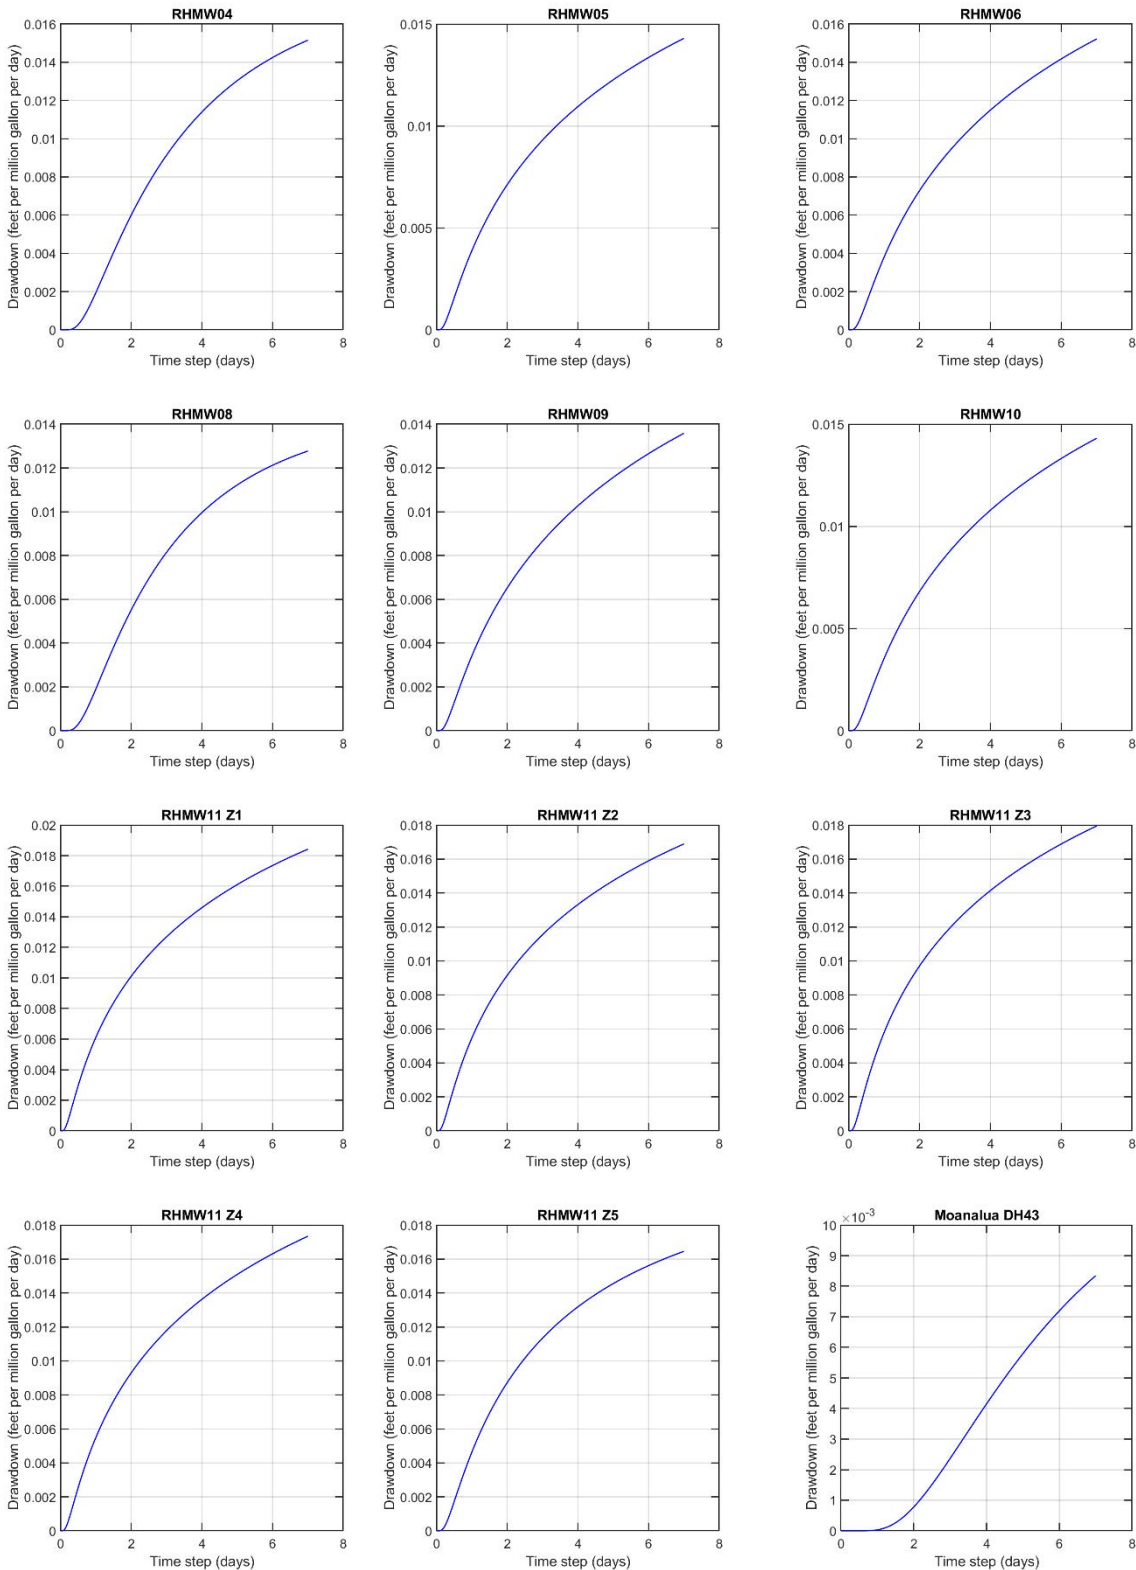 RHMW04
Drawdown (feet per million gallon per day)
0.016
0.014
0.012
0.01
0.008
0.006
0.004
0.002
0
0 2 4 6 8
Time step (days)
RHMW05
Drawdown (feet per million gallon per day)
0.015
0.01
0.005
0
0 2 4 6 8
Time step (days)
RHMW06
Drawdown (feet per million gallon per day)
0.016
0.014
0.012
0.01
0.008
0.006
0.004
0.002
0
0 2 4 6 8
Time step (days)
RHMW08
Drawdown (feet per million gallon per day)
0.014
0.012
0.01
0.008
0.006
0.004
0.002
0
0 2 4 6 8
Time step (days)
RHMW09
Drawdown (feet per million gallon per day)
0.014
0.012
0.01
0.008
0.006
0.004
0.002
0
0 2 4 6 8
Time step (days)
RHMW10
Drawdown (feet per million gallon per day)
0.015
0.01
0.005
0
0 2 4 6 8
Time step (days)
RHMW11 Z1
Drawdown (feet per million gallon per day)
0.02
0.018
0.016
0.014
0.012
0.01
0.008
0.006
0.004
0.002
0
0 2 4 6 8
Time step (days)
RHMW11 Z2
Drawdown (feet per million gallon per day)
0.018
0.016
0.014
0.012
0.01
0.008
0.006
0.004
0.002
0
0 2 4 6 8
Time step (days)
RHMW11 Z3
Drawdown (feet per million gallon per day)
0.018
0.016
0.014
0.012
0.01
0.008
0.006
0.004
0.002
0
0 2 4 6 8
Time step (days)
RHMW11 Z4
Drawdown (feet per million gallon per day)
0.018
0.016
0.014
0.012
0.01
0.008
0.006
0.004
0.002
0
0 2 4 6 8
Time step (days)
RHMW11 Z5
Drawdown (feet per million gallon per day)
0.018
0.016
0.014
0.012
0.01
0.008
0.006
0.004
0.002
0
0 2 4 6 8
Time step (days)
Moanalua DH43
×10⁻³
Drawdown (feet per million gallon per day)
10
9
8
7
6
5
4
3
2
1
0
0 2 4 6 8
Time step (days)